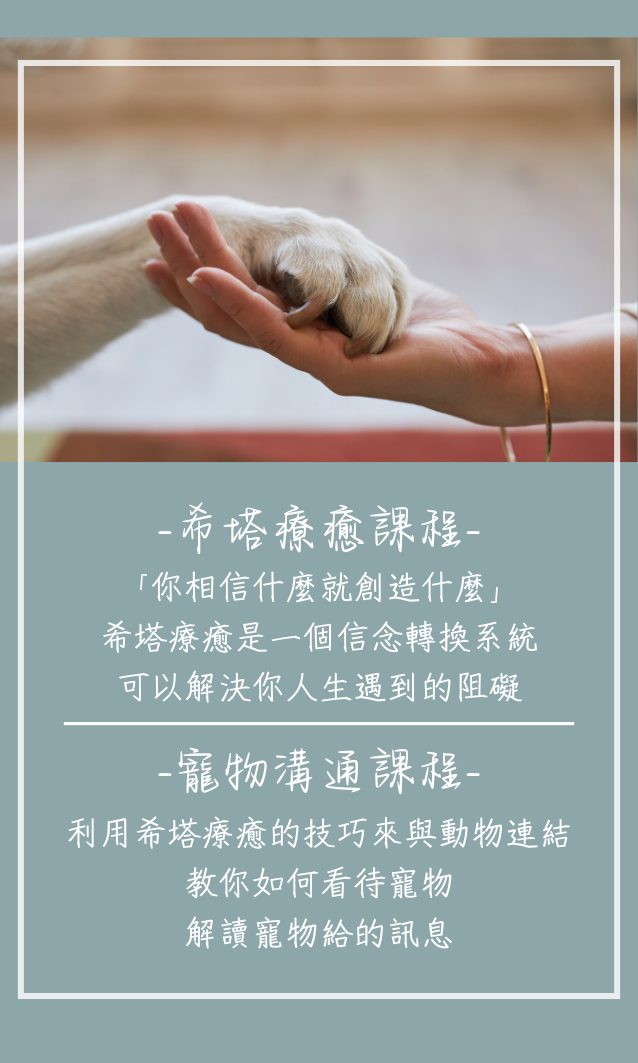 -希塔療癒課程-
「你相信什麼就創造什麼」
希塔療癒是一個信念轉換系統
可以解決你人生遇到的阻礙
-寵物溝通課程-
利用希塔療癒的技巧來與動物連結
教你如何看待寵物
解讀寵物給的訊息